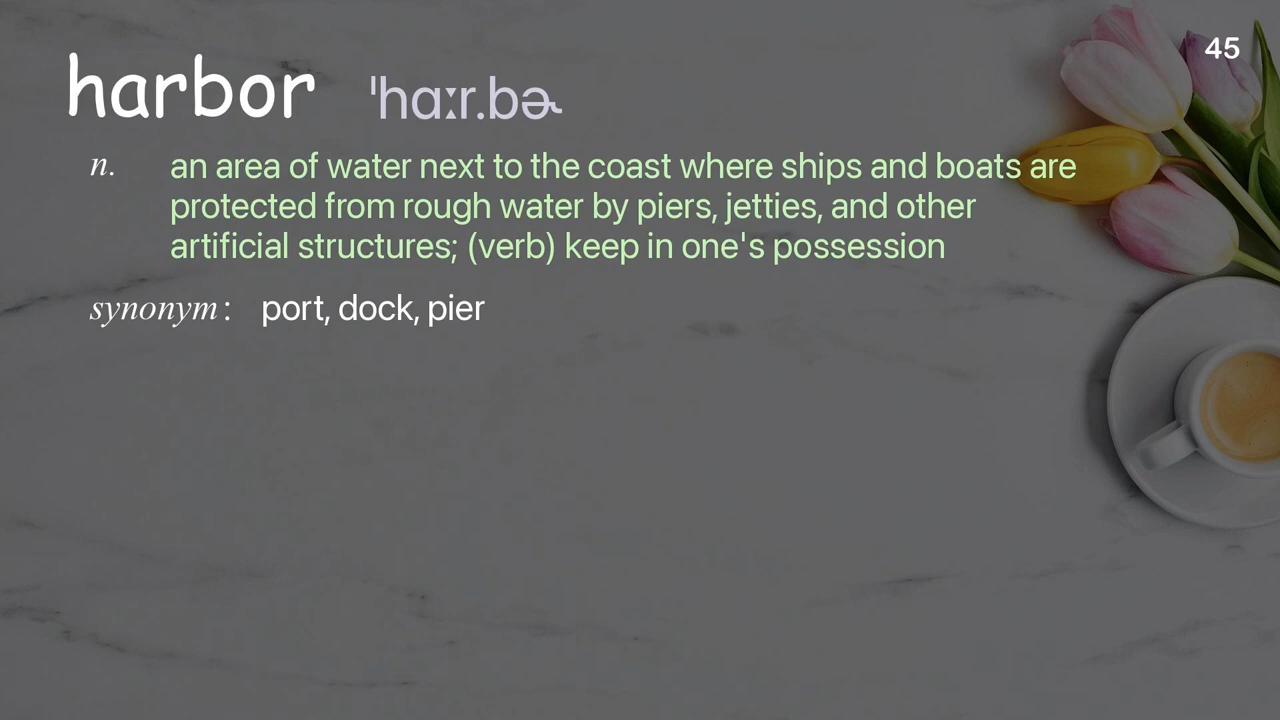 45
harbor ˈhɑːr.bɚ
n. an area of water next to the coast where ships and boats are
protected from rough water by piers, jetties, and other
artificial structures; (verb) keep in one's possession
synonym: port, dock, pier